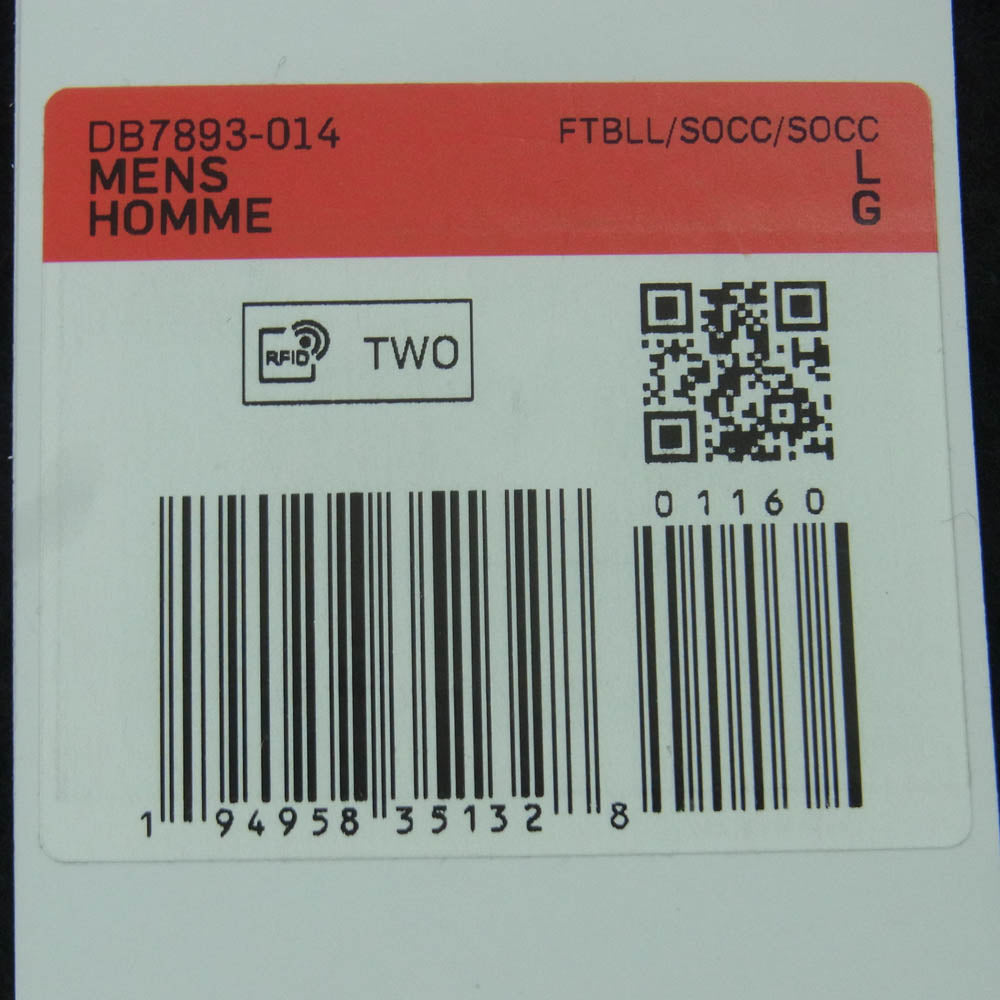 DB7893-014
FTBLL/SOCC/SOCC
MENS
L
HOMME
G
RFID TWO
01160
1 94958 35132 8